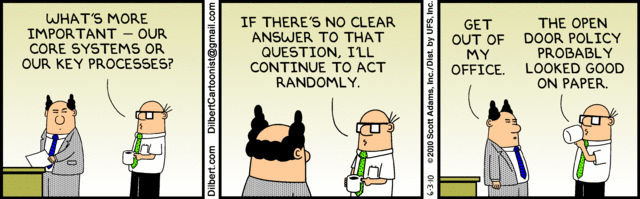 WHAT'S MORE
IMPORTANT — OUR
CORE SYSTEMS OR
OUR KEY PROCESSES?
Dilbert.com DilbertCartoonist@gmail.com
IF THERE'S NO CLEAR
ANSWER TO THAT
QUESTION, I'LL
CONTINUE TO ACT
RANDOMLY.
6-3-10 © 2010 Scott Adams, Inc./Dist. by UFS, Inc.
GET
OUT OF
MY
OFFICE.
THE OPEN
DOOR POLICY
PROBABLY
LOOKED GOOD
ON PAPER.